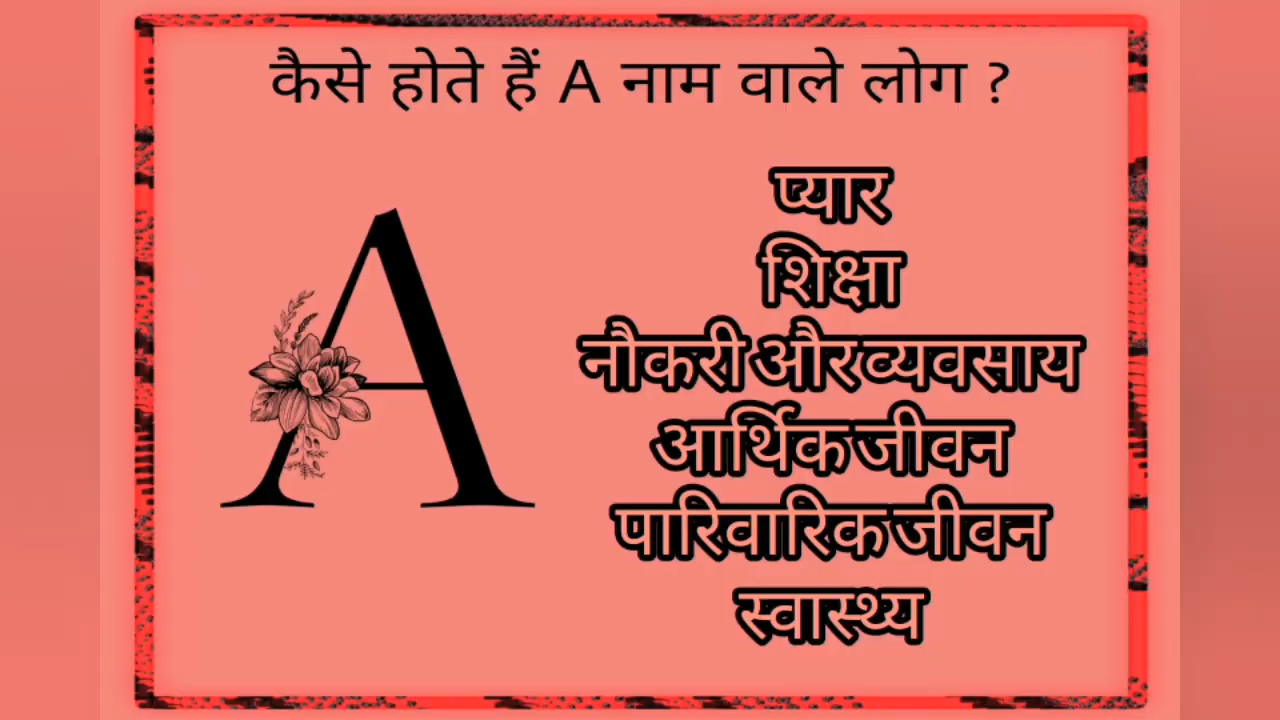 कैसे होते हैं A नाम वाले लोग ?
A
प्यार
शिक्षा
नौकरी और व्यवसाय
आर्थिक जीवन
पारिवारिक जीवन
स्वास्थ्य